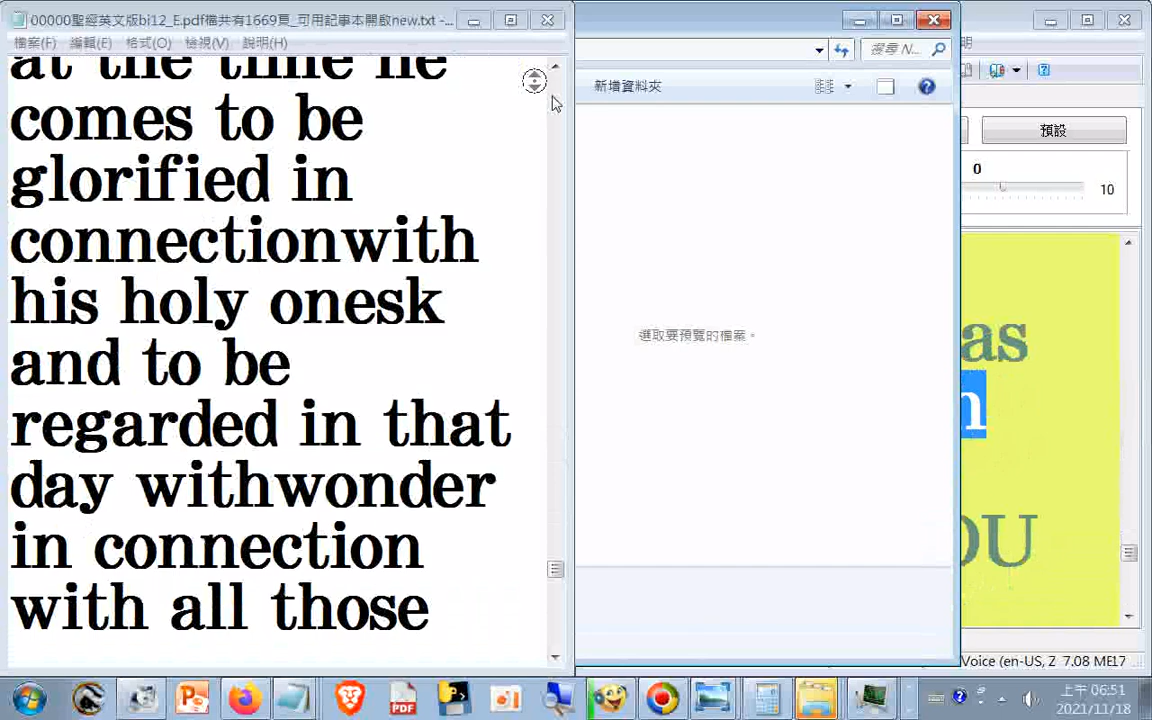 00000聖經英文版bi12_E.pdf檔共有1669頁_可用記事本開啟new.txt -...
檔案(F) 編輯(E) 格式(O) 檢視(V) 說明(H)
at the time he
comes to be
glorified in
connectionwith
his holy onesk
and to be
regarded in that
day withwonder
in connection
with all those
搜尋 N...
新增資料夾
選取要預覽的檔案。
明
預設
0
10
as
n
OU
Voice (en-US, Z 7.08 ME17
PDF
上午 06:51
2021/11/18